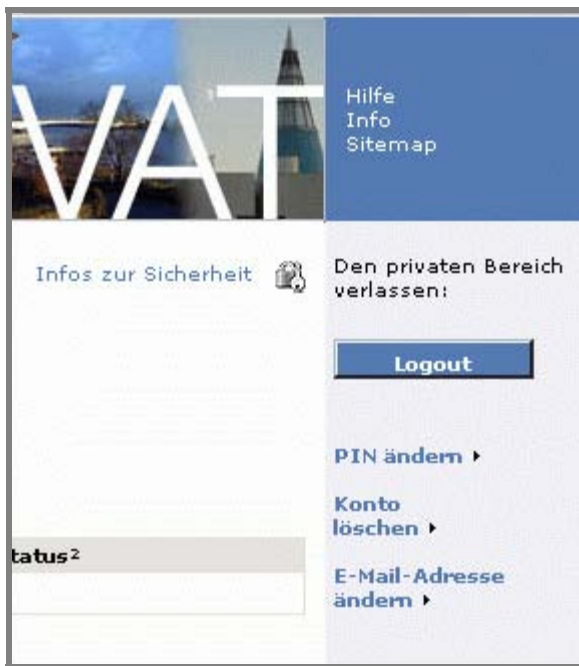 VAT
Hilfe
Info
Sitemap
Infos zur Sicherheit
Den privaten Bereich
verlassen:
Logout
PIN ändern
Konto
löschen
tatus²
E-Mail-Adresse
ändern